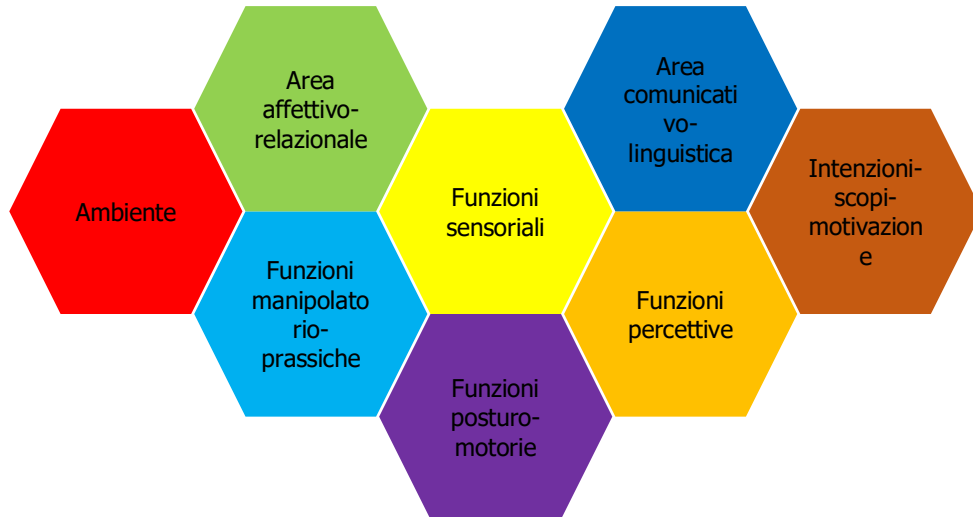 Ambiente
Area
affettivo-
relazionale
Funzioni
manipolato
rio-
prassiche
Funzioni
sensoriali
Funzioni
posturo-
motorie
Area
comunicati
vo-
linguistica
Funzioni
percettive
Intenzioni-
scopi-
motivazion
e